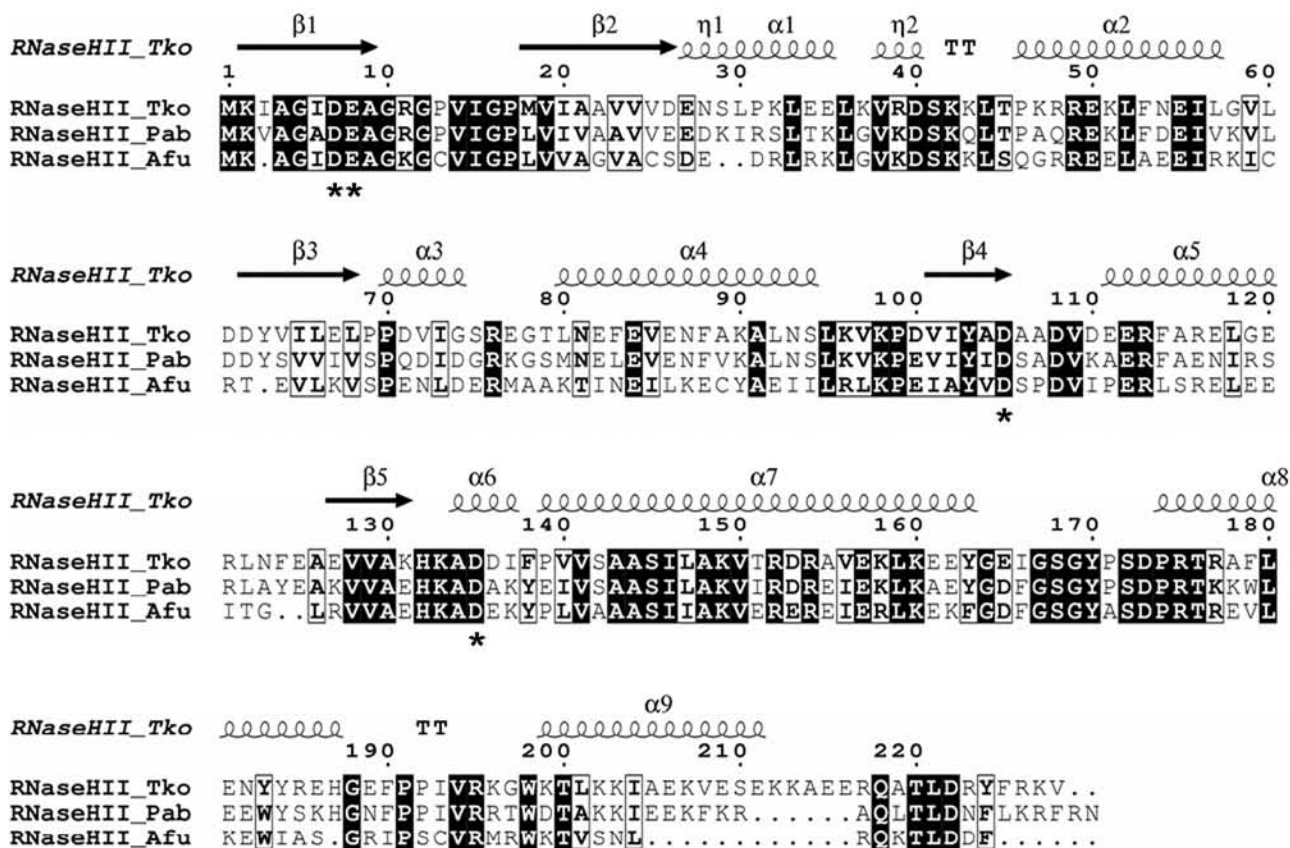 β1 β2 η1 α1 η2 α2
RNaseHII_Tko TT
1 10 20 30 40 50 60
RNaseHII_Tko MKIAGIDEAGRGPVIGPMVIAAVVVDENSLPKLEELKVRDSKKLTPKRREKLFNEILGVL
RNaseHII_Pab MKVAGADEAGRGPVIGPLVIVAAVVEEDKIRSLTKLGVKDSKQLTPAQREKLFDEIVKVL
RNaseHII_Afu MK.AGIDEAGKGCVIGPLVVAGVACSDE..DRLRKLGVKDSKKLSQGRREELAEEIRKIC
**
β3 α3 α4 β4 α5
RNaseHII_Tko
70 80 90 100 110 120
RNaseHII_Tko DDYVILELPPDVIGSREGTLNEFEVENFAKALNSLKVKPDVIYADAADVDEERFARELGE
RNaseHII_Pab DDYSVVIVSPQDIDGRKGSMNELEVENFVKALNSLKVKPEVIYIDSADVKAERFAENIRS
RNaseHII_Afu RT.EVLKVSPENLDERMAAKTINEILKECYAEIILRLKPEIAYVDSPDVIPERLSRELEE
*
β5 α6 α7 α8
RNaseHII_Tko
130 140 150 160 170 180
RNaseHII_Tko RLNFEAEVVAKHKADDIFPVVSAASILAKVTRDRAVEKLKEEYGEIGSGYPSDPRTRAFL
RNaseHII_Pab RLAYEAKVVAEHKADAKYEIVSAASILAKVIRDREIEKLKAEYGDFGSGYPSDPRTKKWL
RNaseHII_Afu ITG..LRVVAEHKADEKYPLVAAASIIAKVEREREIERLKEKFGDFGSGYASDPRTREVL
*
α9
RNaseHII_Tko TT
190 200 210 220
RNaseHII_Tko ENYYREHGEFPPIVRKGWKTLKKIAEKVESEKKAEERQATLDRYFRKV..
RNaseHII_Pab EEWYSKHGNFPPIVRRTWDTAKKIEEKFKR......AQLTLDNFLKRFRN
RNaseHII_Afu KEWIAS.GRIPSCVRMRWKTVSNL............RQKTLDDF......